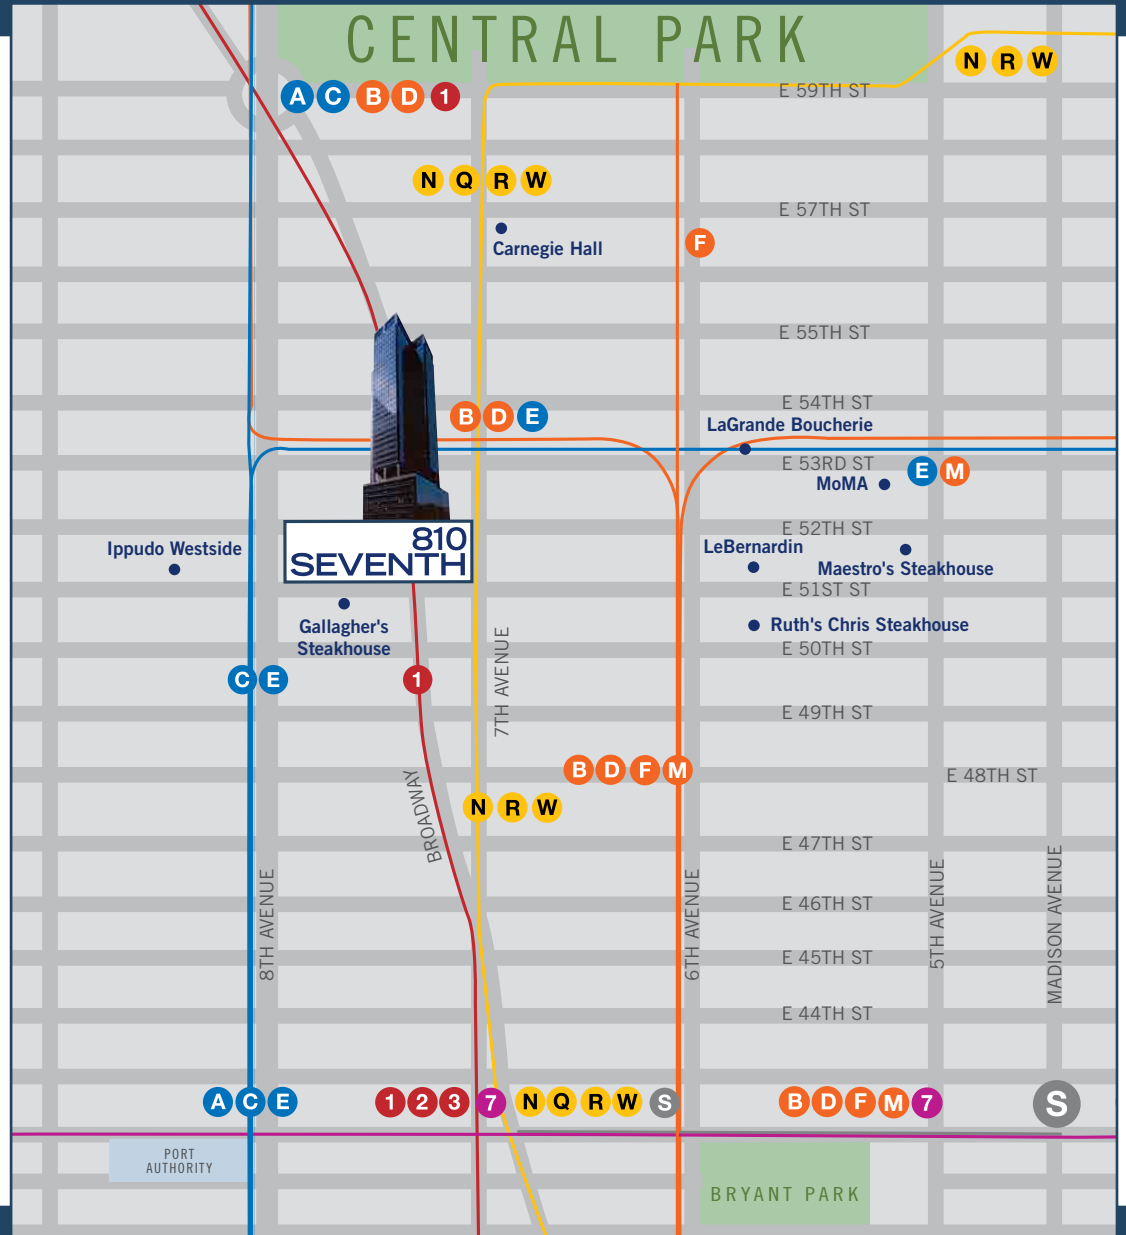 CENTRAL PARK
N R W
E 59TH ST
A C B D 1
N Q R W
E 57TH ST
Carnegie Hall
F
E 55TH ST
E 54TH ST
B D E
LaGrande Boucherie
E 53RD ST
E M
MoMA
E 52TH ST
810
SEVENTH
Ippudo Westside
LeBernardin
Maestro's Steakhouse
E 51ST ST
Gallagher's
Steakhouse
Ruth's Chris Steakhouse
E 50TH ST
C E
1
7TH AVENUE
E 49TH ST
B D F M
E 48TH ST
BROADWAY
N R W
E 47TH ST
8TH AVENUE
6TH AVENUE
5TH AVENUE
MADISON AVENUE
E 46TH ST
E 45TH ST
E 44TH ST
A C E
1 2 3 7 N Q R W S
B D F M 7
S
PORT
AUTHORITY
BRYANT PARK